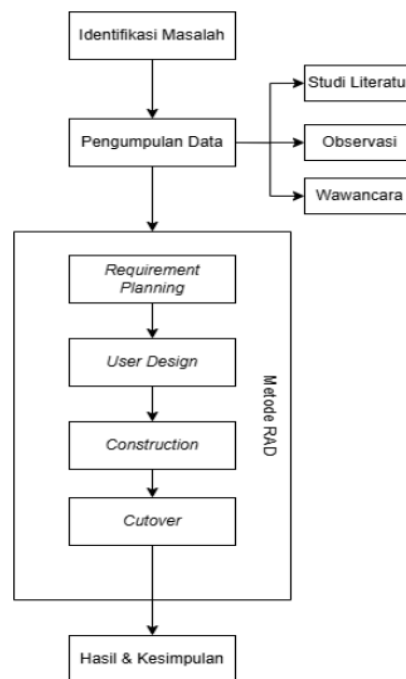 Identifikasi Masalah
Studi Literatu
Pengumpulan Data
Observasi
Wawancara
Requirement
Planning
User Design
Construction
Metode RAD
Cutover
Hasil & Kesimpulan